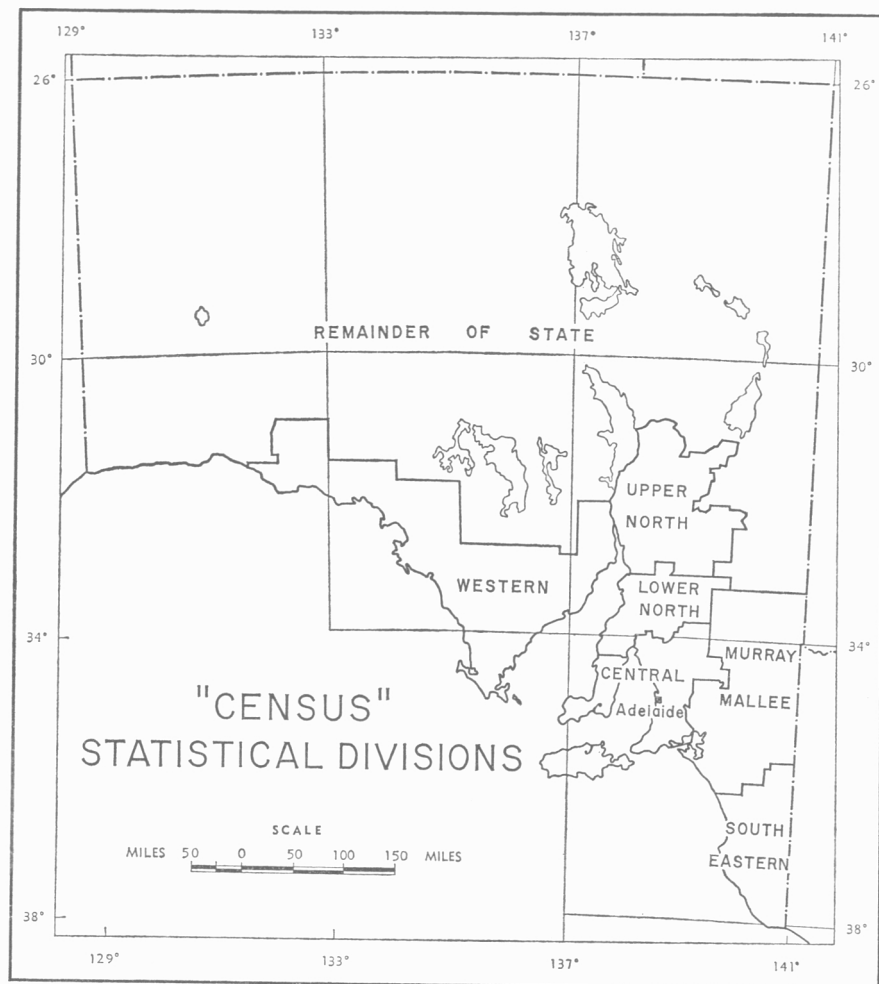 129° 133° 137° 141°
26° 26°
REMAINDER OF STATE
30° 30°
UPPER
NORTH
WESTERN
LOWER
NORTH
34° 34°
MURRAY
CENTRAL
MALLEE
Adelaide
"CENSUS"
STATISTICAL DIVISIONS
SOUTH
EASTERN
SCALE
MILES 50 0 50 100 150 MILES
38° 38°
129° 133° 137° 141°